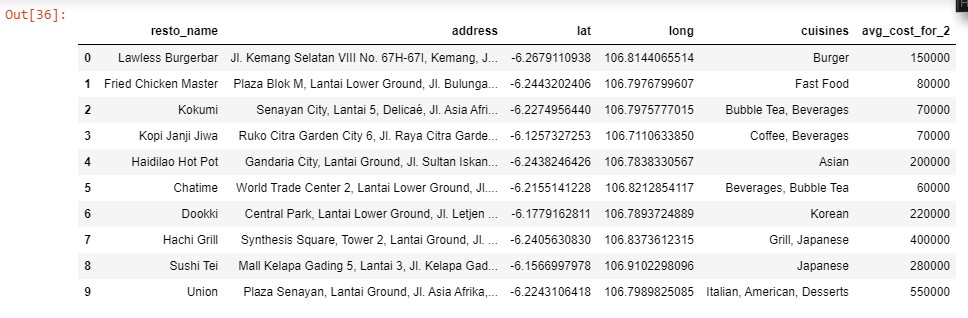 Out[36]:
resto_name address lat long cuisines avg_cost_for_2
0 Lawless Burgerbar Jl. Kemang Selatan VIII No. 67H-67I, Kemang, J... -6.2679110938 106.8144065514 Burger 150000
1 Fried Chicken Master Plaza Blok M, Lantai Lower Ground, Jl. Bulunga... -6.2443202406 106.7976799607 Fast Food 80000
2 Kokumi Senayan City, Lantai 5, Delicaé, Jl. Asia Afri... -6.2274956440 106.7975777015 Bubble Tea, Beverages 70000
3 Kopi Janji Jiwa Ruko Citra Garden City 6, Jl. Raya Citra Garde... -6.1257327253 106.7110633850 Coffee, Beverages 70000
4 Haidilao Hot Pot Gandaria City, Lantai Ground, Jl. Sultan Iskan... -6.2438246426 106.7838330567 Asian 200000
5 Chatime World Trade Center 2, Lantai Lower Ground, Jl.... -6.2155141228 106.8212854117 Beverages, Bubble Tea 60000
6 Dookki Central Park, Lantai Lower Ground, Jl. Letjen ... -6.1779162811 106.7893724889 Korean 220000
7 Hachi Grill Synthesis Square, Tower 2, Lantai Ground, Jl. ... -6.2405630830 106.8373612315 Grill, Japanese 400000
8 Sushi Tei Mall Kelapa Gading 5, Lantai 3, Jl. Kelapa Gad... -6.1566997978 106.9102298096 Japanese 280000
9 Union Plaza Senayan, Lantai Ground, Jl. Asia Afrika,... -6.2243106418 106.7989825085 Italian, American, Desserts 550000